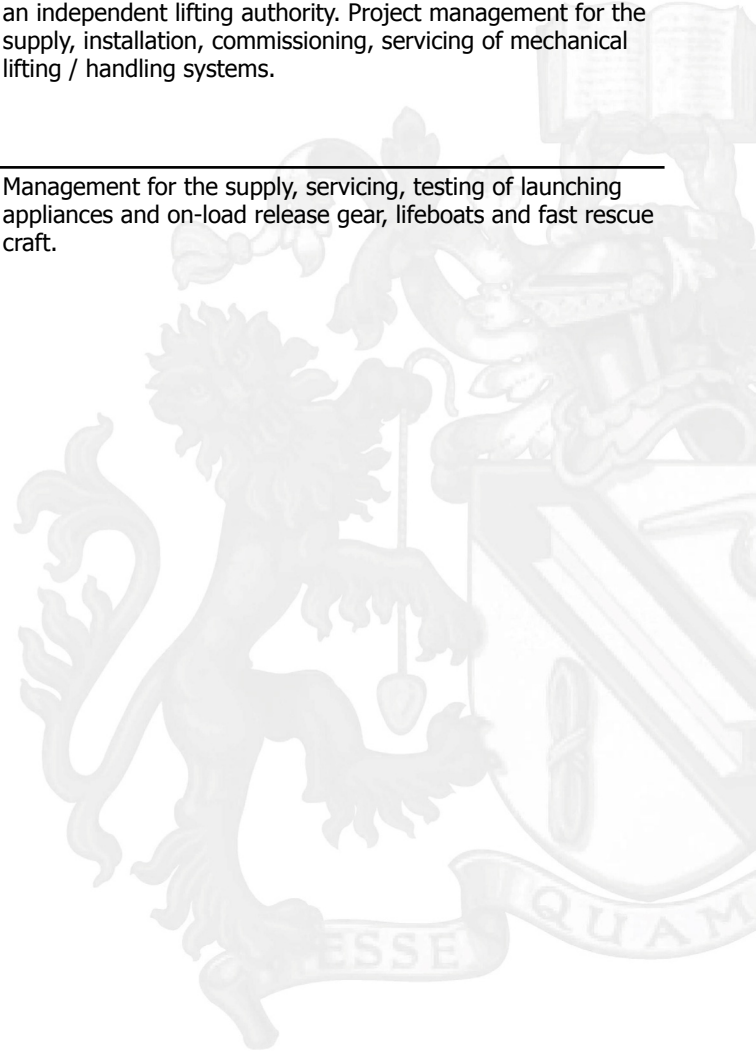 an independent lifting authority. Project management for the
supply, installation, commissioning, servicing of mechanical
lifting / handling systems.
Management for the supply, servicing, testing of launching
appliances and on-load release gear, lifeboats and fast rescue
craft.
ESSE
QUAM